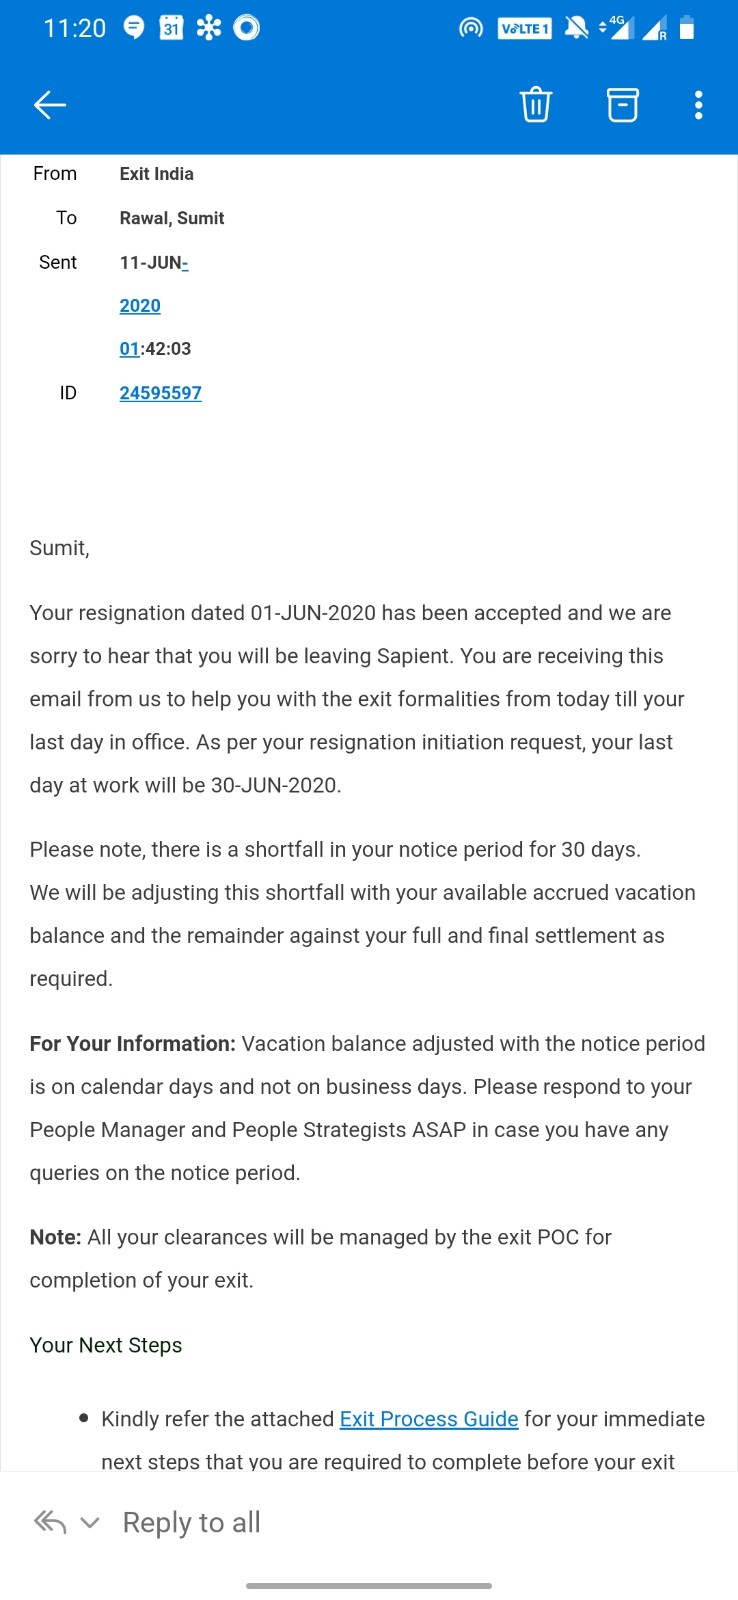 11:20 31 VoLTE 1 4G R
From Exit India
To Rawal, Sumit
Sent 11-JUN-
2020
01:42:03
ID 24595597
Sumit,
Your resignation dated 01-JUN-2020 has been accepted and we are
sorry to hear that you will be leaving Sapient. You are receiving this
email from us to help you with the exit formalities from today till your
last day in office. As per your resignation initiation request, your last
day at work will be 30-JUN-2020.
Please note, there is a shortfall in your notice period for 30 days.
We will be adjusting this shortfall with your available accrued vacation
balance and the remainder against your full and final settlement as
required.
For Your Information: Vacation balance adjusted with the notice period
is on calendar days and not on business days. Please respond to your
People Manager and People Strategists ASAP in case you have any
queries on the notice period.
Note: All your clearances will be managed by the exit POC for
completion of your exit.
Your Next Steps
• Kindly refer the attached Exit Process Guide for your immediate
next steps that you are required to complete before your exit
Reply to all